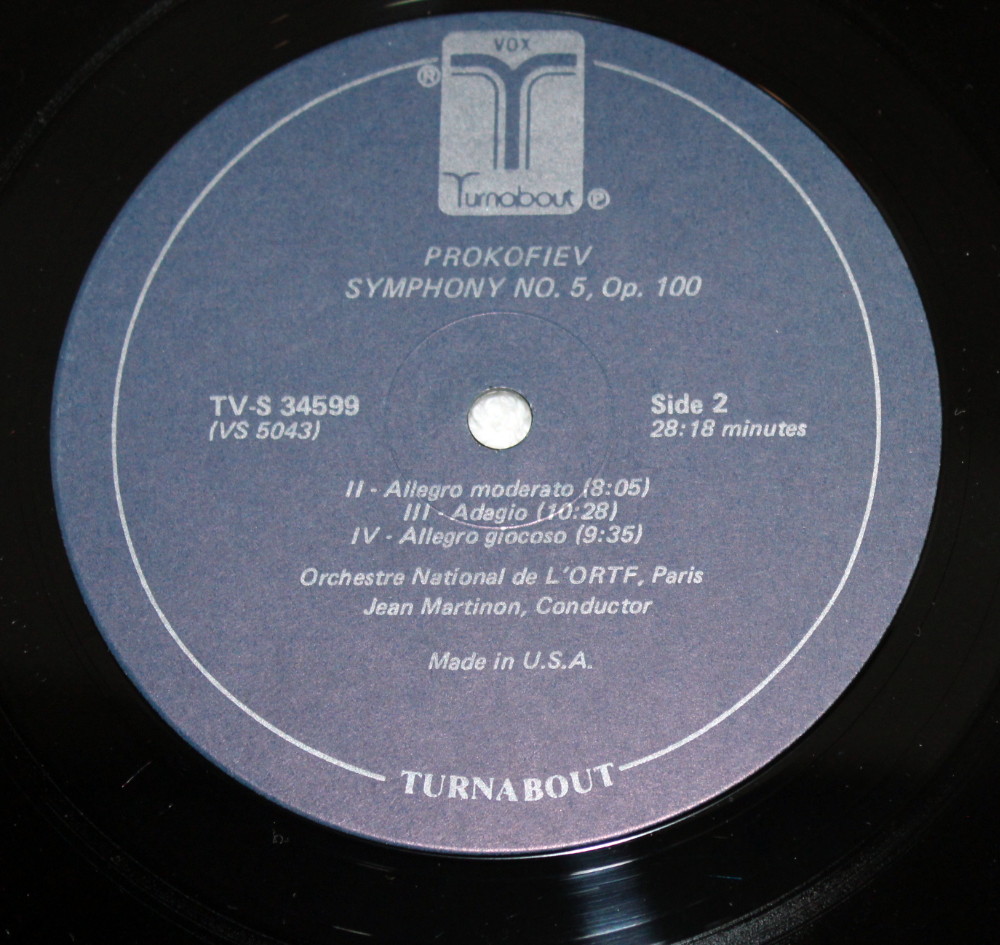 VOX
®
Turnabout ℗
PROKOFIEV
SYMPHONY NO. 5, Op. 100
TV-S 34599
(VS 5043)
Side 2
28:18 minutes
II - Allegro moderato (8:05)
III - Adagio (10:28)
IV - Allegro giocoso (9:35)
Orchestre National de L'ORTF, Paris
Jean Martinon, Conductor
Made in U.S.A.
TURNABOUT